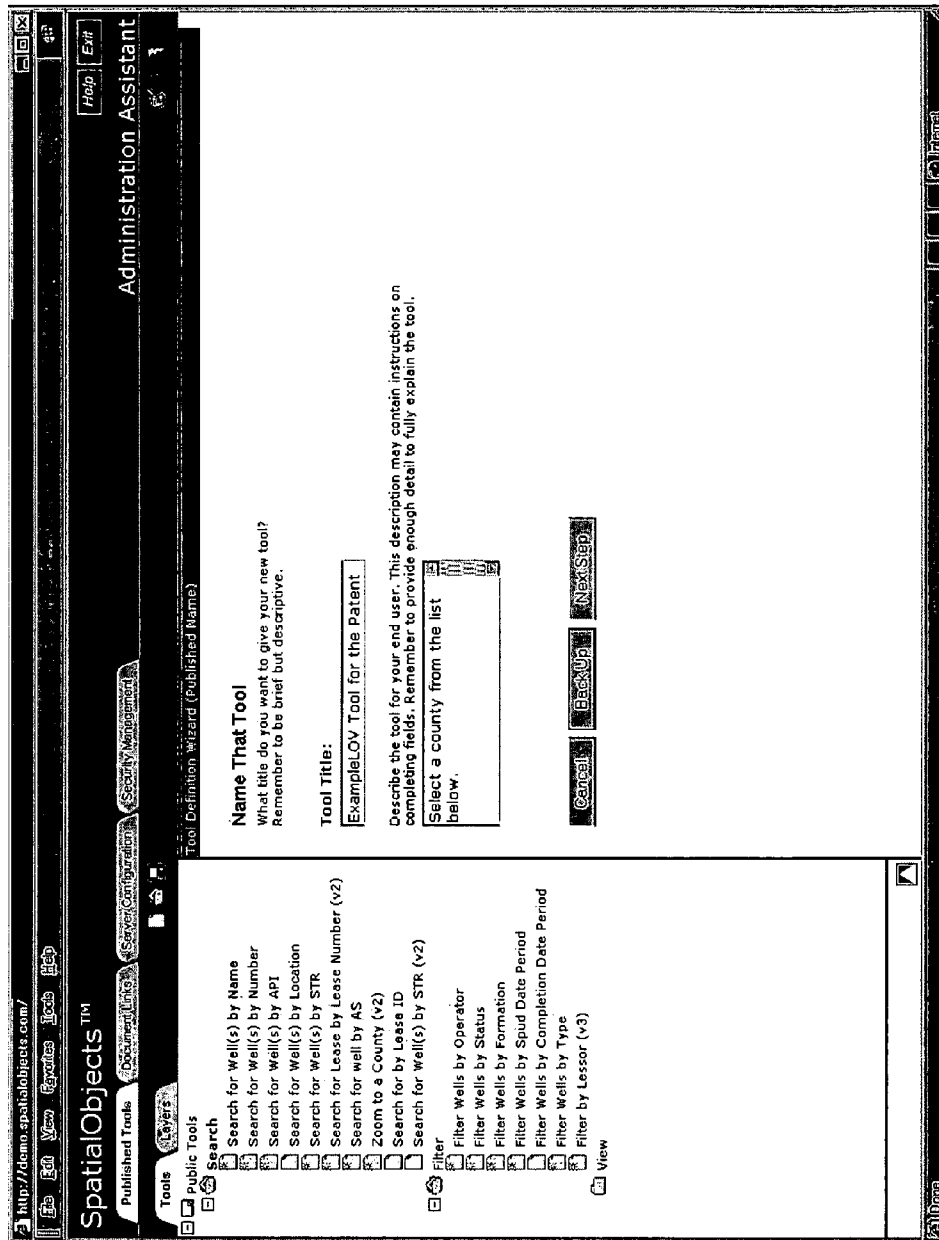 http://demo.spatialobjects.com/
File Edit View Favorites Tools Help
SpatialObjects™
Help Exit
Published Tools Document Links Server Configuration Security Management
Administration Assistant
Tools Layers
Public Tools
Search
Search for Well(s) by Name
Search for Well(s) by Number
Search for Well(s) by API
Search for Well(s) by Location
Search for Well(s) by STR
Search for Lease by Lease Number (v2)
Search for well by AS
Zoom to a County (v2)
Search for by Lease ID
Search for Well(s) by STR (v2)
Filter
Filter Wells by Operator
Filter Wells by Status
Filter Wells by Formation
Filter Wells by Spud Date Period
Filter Wells by Completion Date Period
Filter Wells by Type
Filter by Lessor (v3)
View
Tool Definition Wizard (Published Name)
Name That Tool
What title do you want to give your new tool?
Remember to be brief but descriptive.
Tool Title:
ExampleLOV Tool for the Patent
Describe the tool for your end user. This description may contain instructions on
completing fields. Remember to provide enough detail to fully explain the tool.
Select a county from the list
below.
Cancel Back Up Next Step
Done
Internet